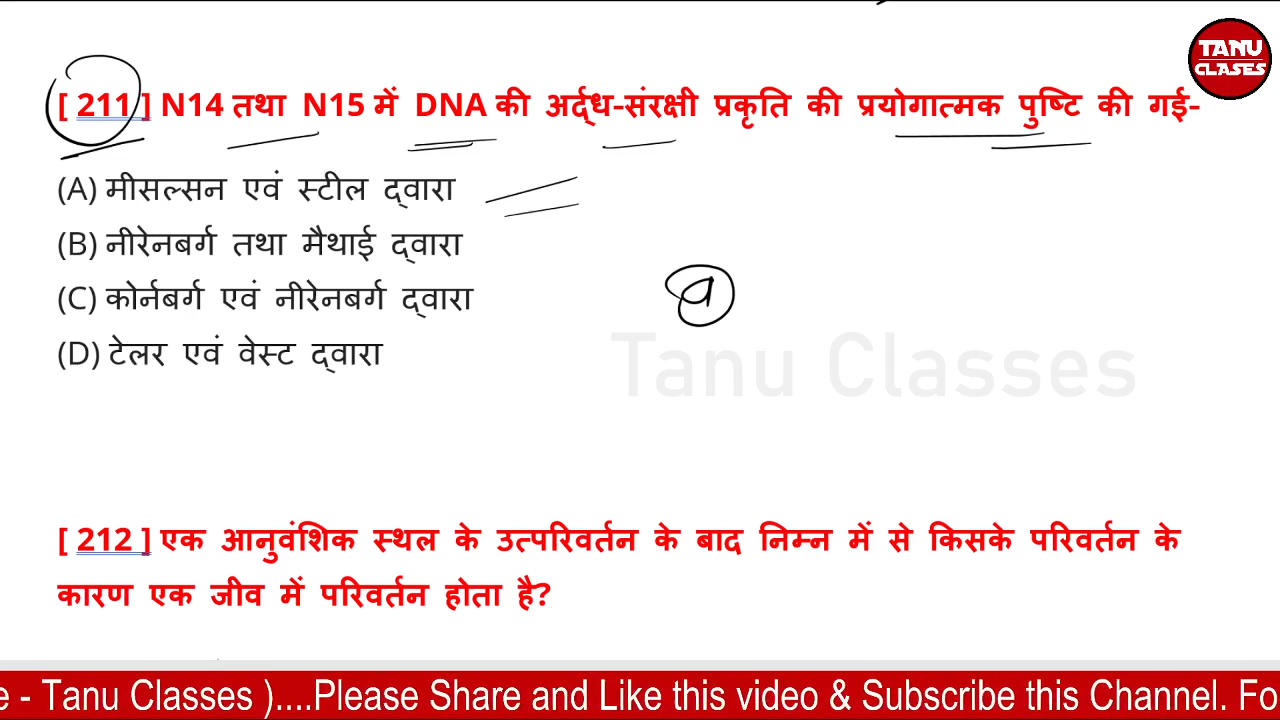 TANU
CLASES
[ 211 ] N14 तथा N15 में DNA की अर्द्ध-संरक्षी प्रकृति की प्रयोगात्मक पुष्टि की गई-
(A) मीसल्सन एवं स्टील द्वारा
(B) नीरेनबर्ग तथा मैथाई द्वारा
a
(C) कोर्नबर्ग एवं नीरेनबर्ग द्वारा
(D) टेलर एवं वेस्ट द्वारा
Tanu Classes
[ 212 ] एक आनुवंशिक स्थल के उत्परिवर्तन के बाद निम्न में से किसके परिवर्तन के
कारण एक जीव में परिवर्तन होता है?
e - Tanu Classes )....Please Share and Like this video & Subscribe this Channel. Fo